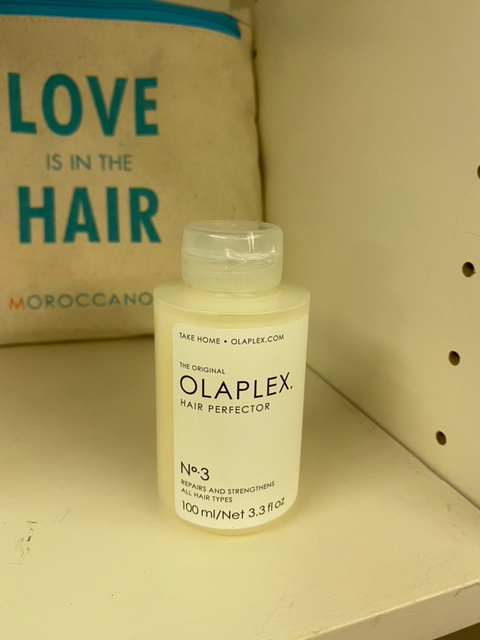 LOVE
IS IN THE
HAIR
MOROCCANO
TAKE HOME • OLAPLEX.COM
THE ORIGINAL
OLAPLEX.
HAIR PERFECTOR
Nº.3
REPAIRS AND STRENGTHENS
ALL HAIR TYPES
100 ml/Net 3.3 fl oz